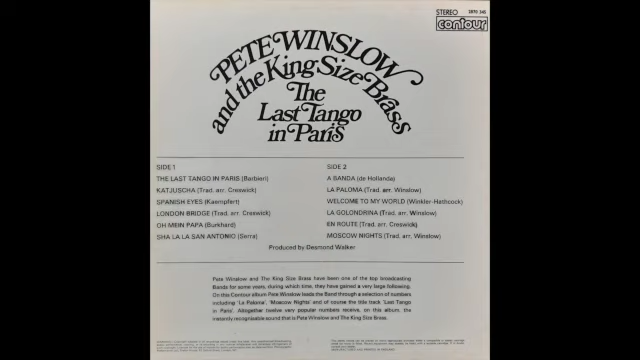 STEREO 2870 345
contour
PETE WINSLOW
and the King Size Brass
The
Last Tango
in Paris
SIDE 1
THE LAST TANGO IN PARIS (Barbieri)
KATJUSCHA (Trad. arr. Creswick)
SPANISH EYES (Kaempfert)
LONDON BRIDGE (Trad. arr. Creswick)
OH MEIN PAPA (Burkhard)
SHA LA LA SAN ANTONIO (Serra)
SIDE 2
A BANDA (de Hollanda)
LA PALOMA (Trad. arr. Winslow)
WELCOME TO MY WORLD (Winkler-Hathcock)
LA GOLONDRINA (Trad. arr. Winslow)
EN ROUTE (Trad. arr. Creswick)
MOSCOW NIGHTS (Trad. arr. Winslow)
Produced by Desmond Walker
Pete Winslow and The King Size Brass have been one of the top broadcasting
Bands for some years, during which time, they have gained a very large following.
On this Contour album Pete Winslow leads the Band through a selection of numbers
including 'La Paloma', 'Moscow Nights' and of course the title track 'Last Tango
in Paris'. Altogether twelve very popular numbers receive, on this album, the
instantly recognisable sound that is Pete Winslow and The King Size Brass.